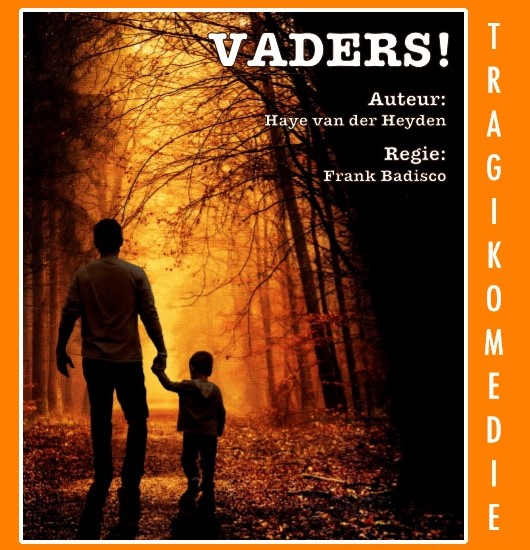 VADERS!
Auteur:
Haye van der Heyden
Regie:
Frank Badisco
TRAGIKOMEDIE